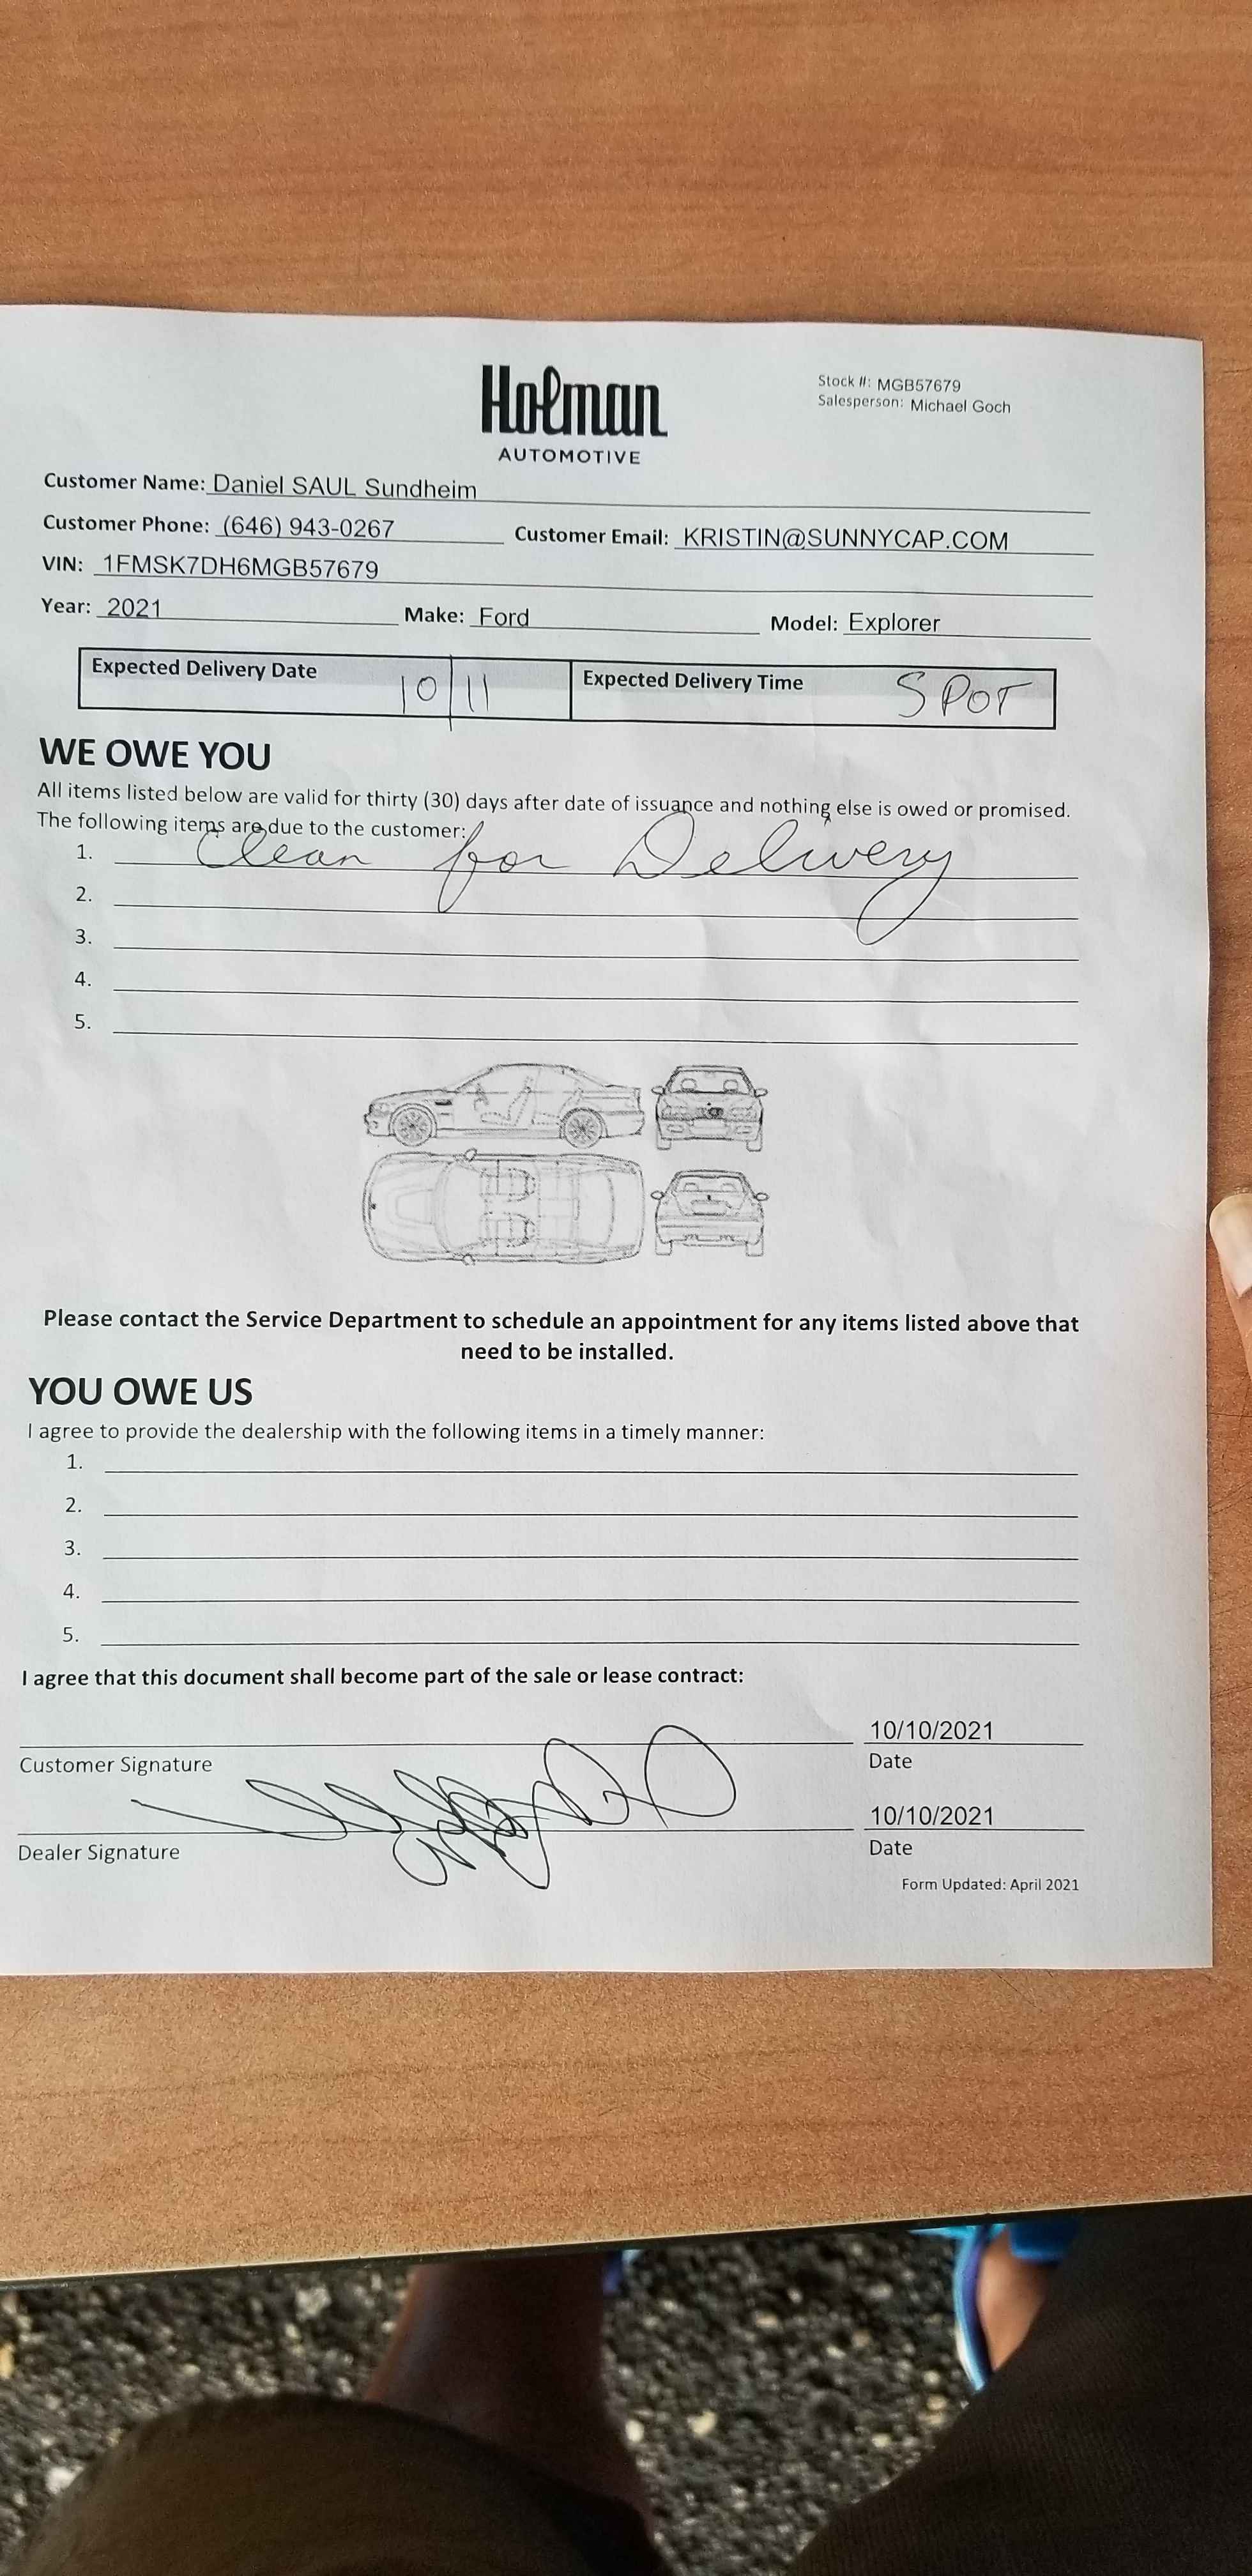 Holman
AUTOMOTIVE
Stock #: MGB57679
Salesperson: Michael Goch
Customer Name: Daniel SAUL Sundheim
Customer Phone: (646) 943-0267 Customer Email: KRISTIN@SUNNYCAP.COM
VIN: 1FMSK7DH6MGB57679
Year: 2021 Make: Ford Model: Explorer
Expected Delivery Date 10/11 Expected Delivery Time SPOT
WE OWE YOU
All items listed below are valid for thirty (30) days after date of issuance and nothing else is owed or promised.
The following items are due to the customer:
1. Clean for Delivery
2.
3.
4.
5.
Please contact the Service Department to schedule an appointment for any items listed above that
need to be installed.
YOU OWE US
I agree to provide the dealership with the following items in a timely manner:
1.
2.
3.
4.
5.
I agree that this document shall become part of the sale or lease contract:
10/10/2021
Customer Signature Date
10/10/2021
Dealer Signature Date
Form Updated: April 2021